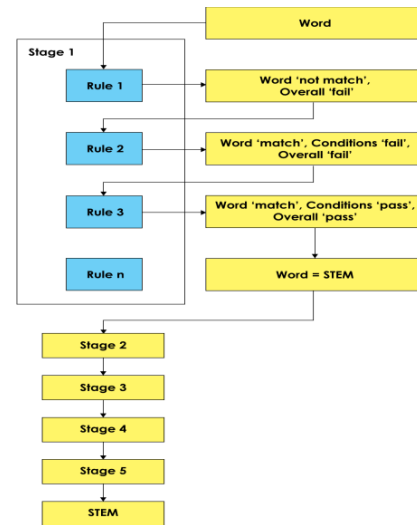 Word
Stage 1
Rule 1
Word ‘not match’,
Overall ‘fail’
Rule 2
Word ‘match’, Conditions ‘fail’,
Overall ‘fail’
Rule 3
Word ‘match’, Conditions ‘pass’,
Overall ‘pass’
Rule n
Word = STEM
Stage 2
Stage 3
Stage 4
Stage 5
STEM